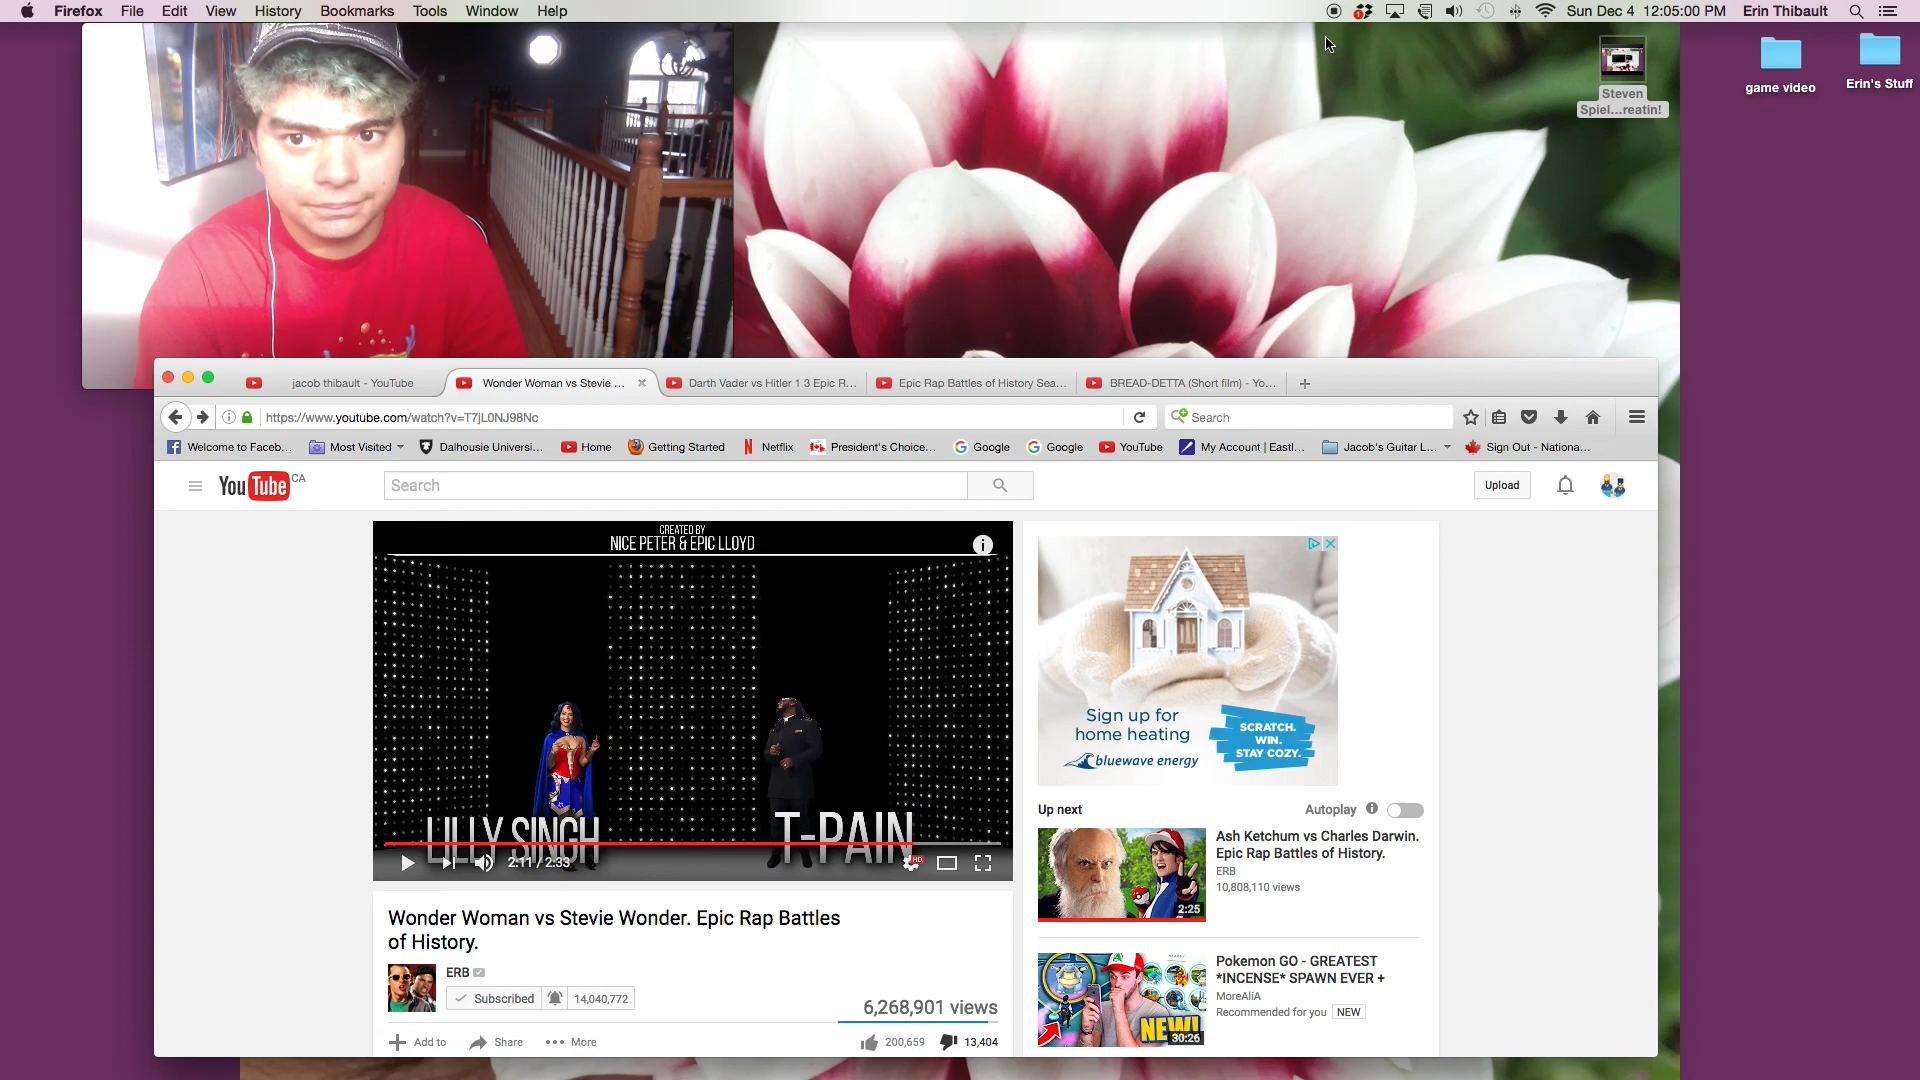 Firefox File Edit View History Bookmarks Tools Window Help
Sun Dec 4 12:05:00 PM Erin Thibault
Steven
Spiel...reatin!
game video
Erin's Stuff
jacob thibault - YouTube
Wonder Woman vs Stevie ...
Darth Vader vs Hitler 1 3 Epic R...
Epic Rap Battles of History Sea...
BREAD-DETTA (Short film) - Yo...
https://www.youtube.com/watch?v=T7jL0NJ98Nc
Search
Welcome to Faceb...
Most Visited
Dalhousie Universi...
Home
Getting Started
Netflix
President's Choice...
Google
Google
YouTube
My Account | Eastl...
Jacob's Guitar L...
Sign Out - Nationa...
YouTube CA
Search
Upload
CREATED BY
NICE PETER & EPIC LLOYD
LILLY SINGH
T-PAIN
2:11 / 2:33
HD
Wonder Woman vs Stevie Wonder. Epic Rap Battles
of History.
ERB
Subscribed
14,040,772
6,268,901 views
Add to
Share
More
200,659
13,404
Sign up for
home heating
bluewave energy
SCRATCH.
WIN.
STAY COZY.
Up next
Autoplay
Ash Ketchum vs Charles Darwin.
Epic Rap Battles of History.
ERB
10,808,110 views
2:25
Pokemon GO - GREATEST
*INCENSE* SPAWN EVER +
MoreAliA
Recommended for you NEW
NEW!
30:26